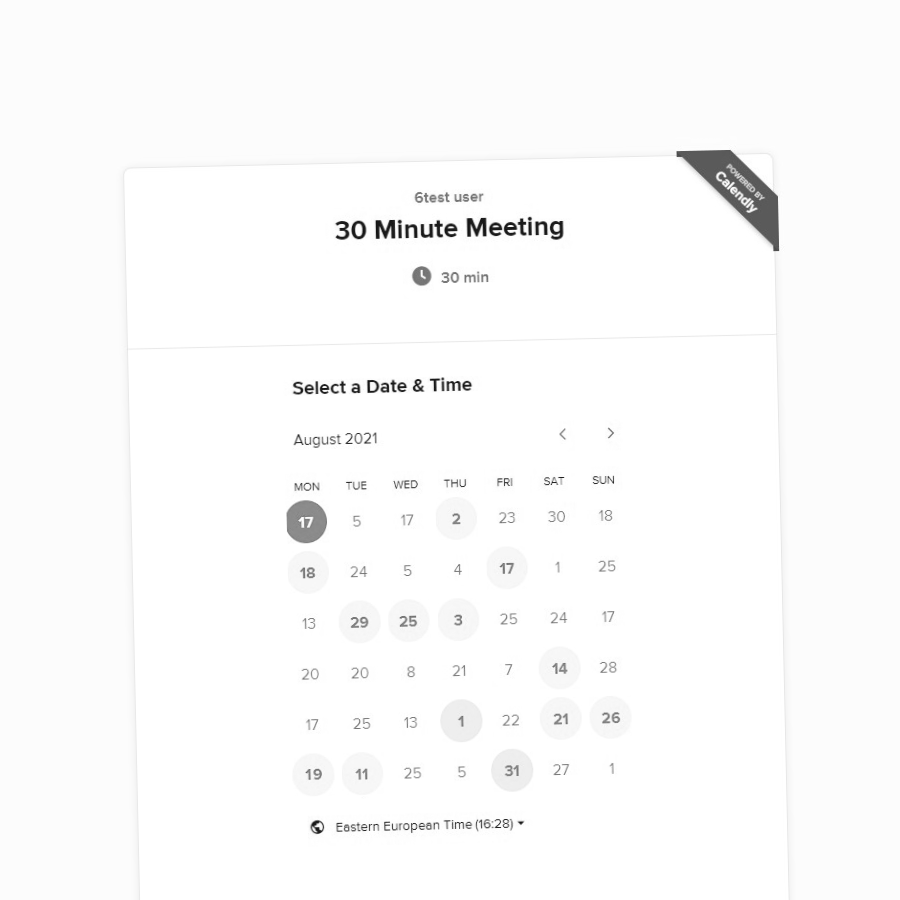 POWERED BY
Calendly
6test user
30 Minute Meeting
30 min
Select a Date & Time
August 2021
MON TUE WED THU FRI SAT SUN
17 5 17 2 23 30 18
18 24 5 4 17 1 25
13 29 25 3 25 24 17
20 20 8 21 7 14 28
17 25 13 1 22 21 26
19 11 25 5 31 27 1
Eastern European Time (16:28)